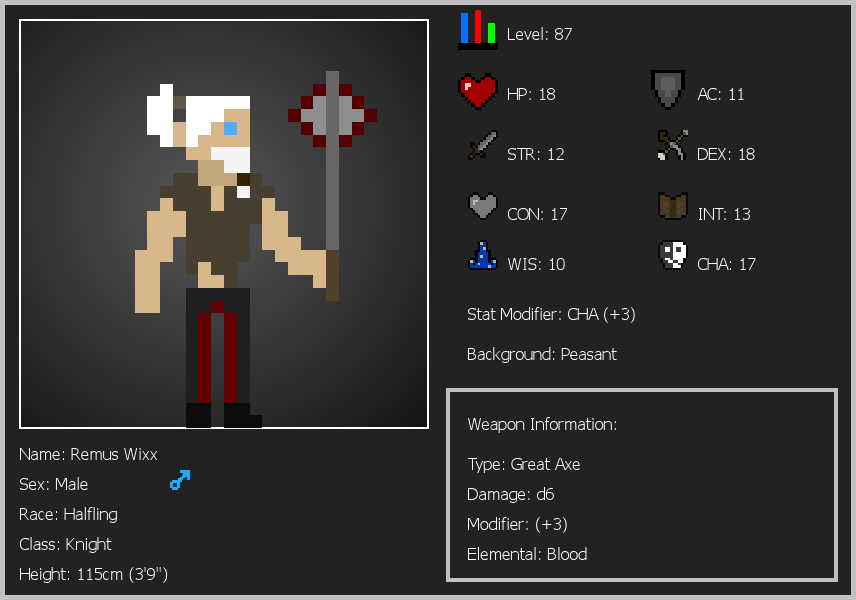 Level: 87
HP: 18
AC: 11
STR: 12
DEX: 18
CON: 17
INT: 13
WIS: 10
CHA: 17
Stat Modifier: CHA (+3)
Background: Peasant
Weapon Information:
Type: Great Axe
Damage: d6
Modifier: (+3)
Elemental: Blood
Name: Remus Wixx
Sex: Male
Race: Halfling
Class: Knight
Height: 115cm (3'9")